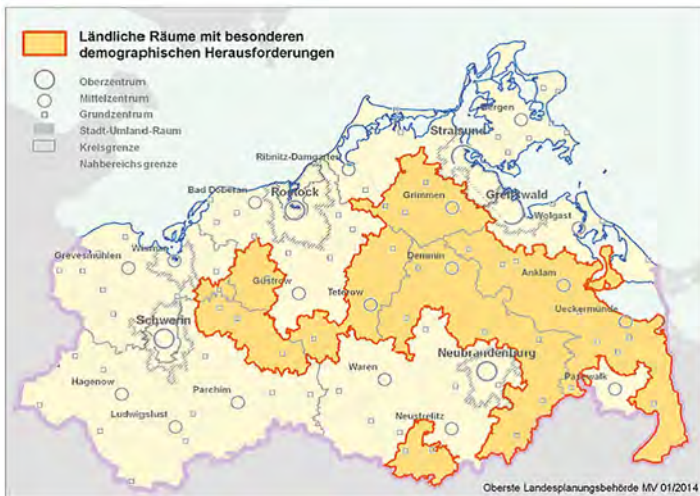 Ländliche Räume mit besonderen
demographischen Herausforderungen
Oberzentrum
Mittelzentrum
Grundzentrum
Stadt-Umland-Raum
Kreisgrenze
Nahbereichsgrenze
Bergen
Stralsund
Ribnitz-Damgarten
Bad Doberan
Rostock
Grimmen
Greifswald
Wolgast
Wismar
Grevesmühlen
Demmin
Anklam
Güstrow
Teterow
Ueckermünde
Schwerin
Neubrandenburg
Waren
Pasewalk
Hagenow
Parchim
Ludwigslust
Neustrelitz
Oberste Landesplanungsbehörde MV 01/2014